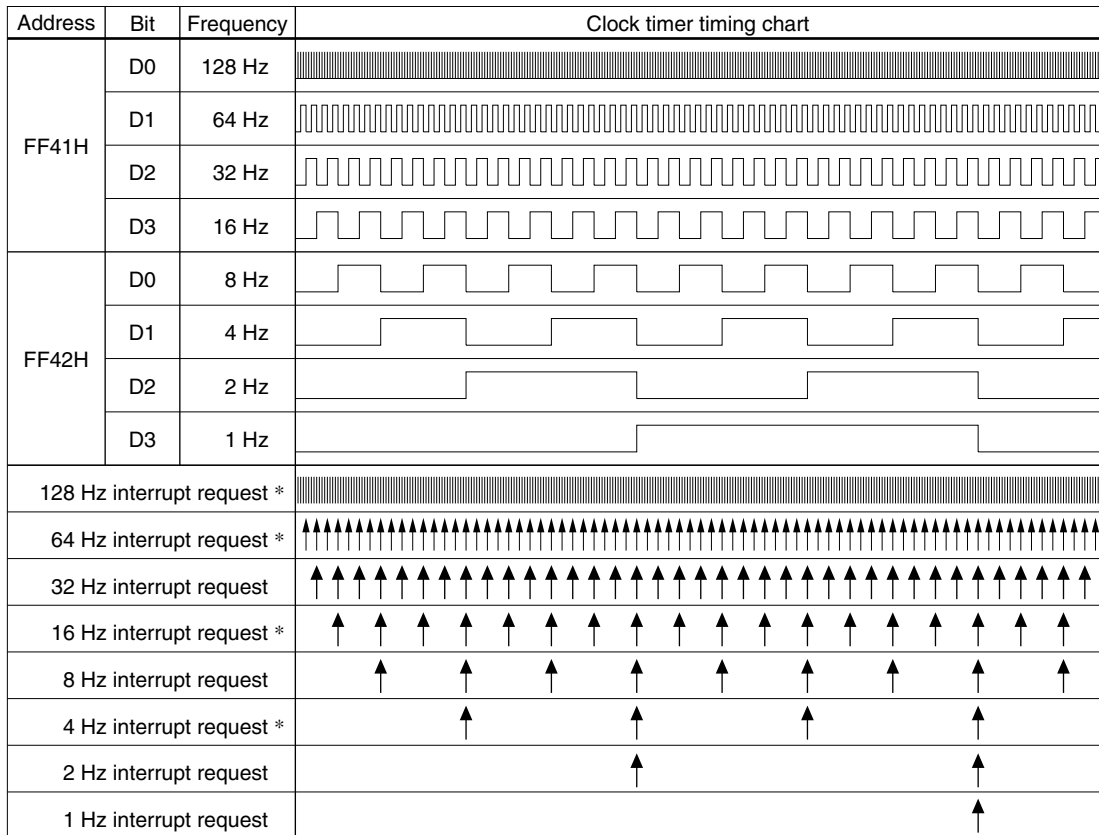 Address Bit Frequency Clock timer timing chart
FF41H
D0 128 Hz
D1 64 Hz
D2 32 Hz
D3 16 Hz
FF42H
D0 8 Hz
D1 4 Hz
D2 2 Hz
D3 1 Hz
128 Hz interrupt request *
64 Hz interrupt request *
32 Hz interrupt request
16 Hz interrupt request *
8 Hz interrupt request
4 Hz interrupt request *
2 Hz interrupt request
1 Hz interrupt request